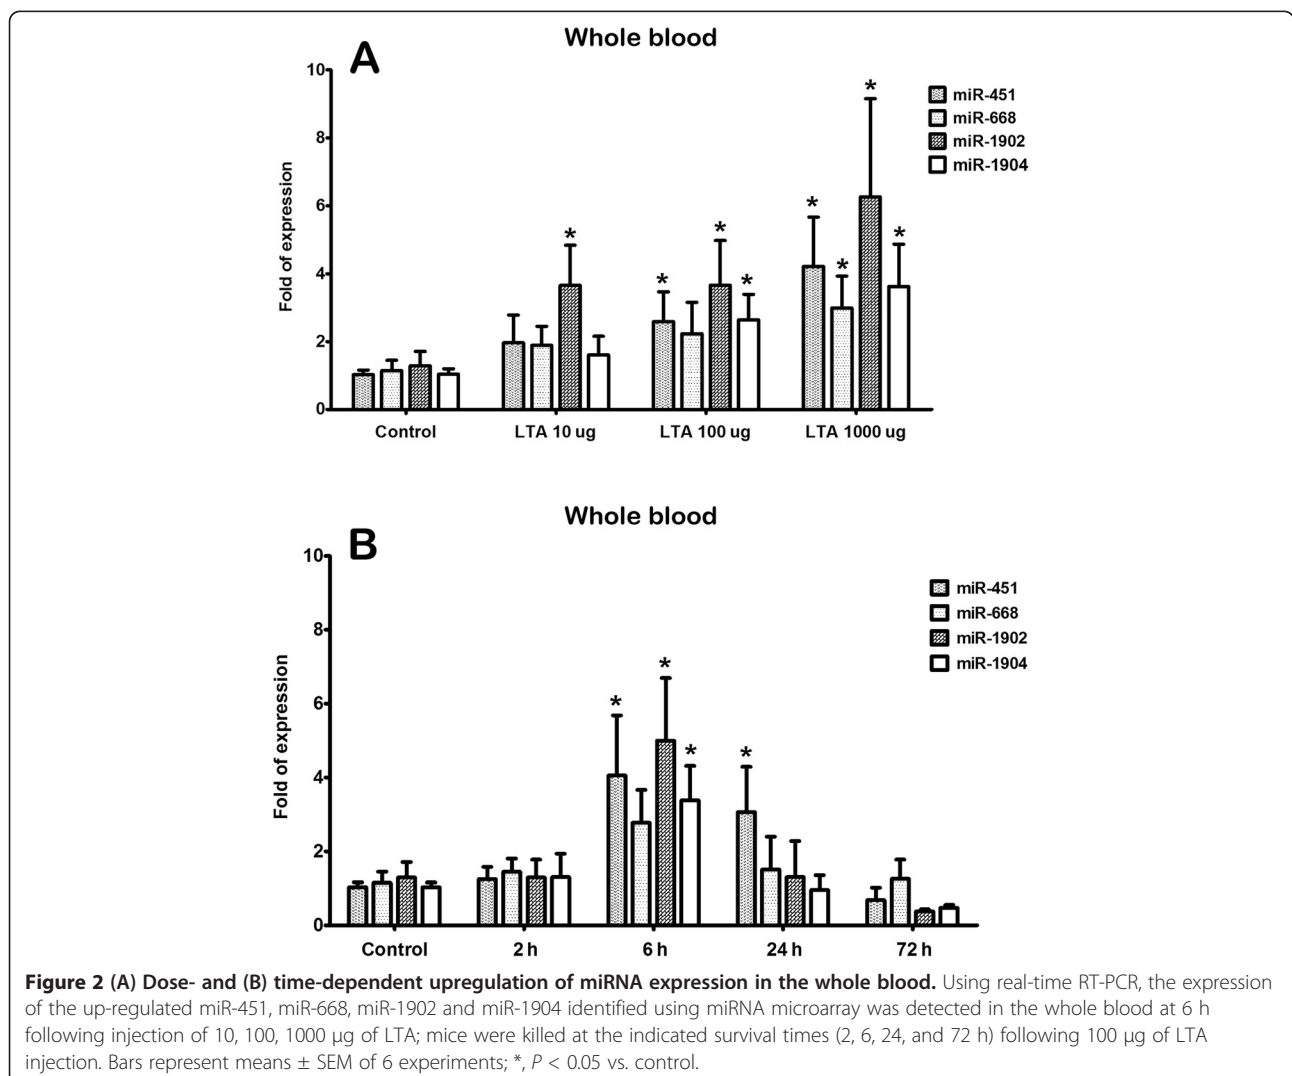 A
Whole blood
10
8
6
4
2
0
Fold of expression
* * * * * * * *
miR-451
miR-668
miR-1902
miR-1904
Control LTA 10 ug LTA 100 ug LTA 1000 ug
B
Whole blood
10
8
6
4
2
0
Fold of expression
* * * *
miR-451
miR-668
miR-1902
miR-1904
Control 2 h 6 h 24 h 72 h
Figure 2 (A) Dose- and (B) time-dependent upregulation of miRNA expression in the whole blood. Using real-time RT-PCR, the expression
of the up-regulated miR-451, miR-668, miR-1902 and miR-1904 identified using miRNA microarray was detected in the whole blood at 6 h
following injection of 10, 100, 1000 μg of LTA; mice were killed at the indicated survival times (2, 6, 24, and 72 h) following 100 μg of LTA
injection. Bars represent means ± SEM of 6 experiments; *, P < 0.05 vs. control.